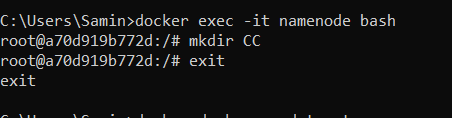 C:\Users\Samin>docker exec -it namenode bash
root@a70d919b772d:/# mkdir CC
root@a70d919b772d:/# exit
exit